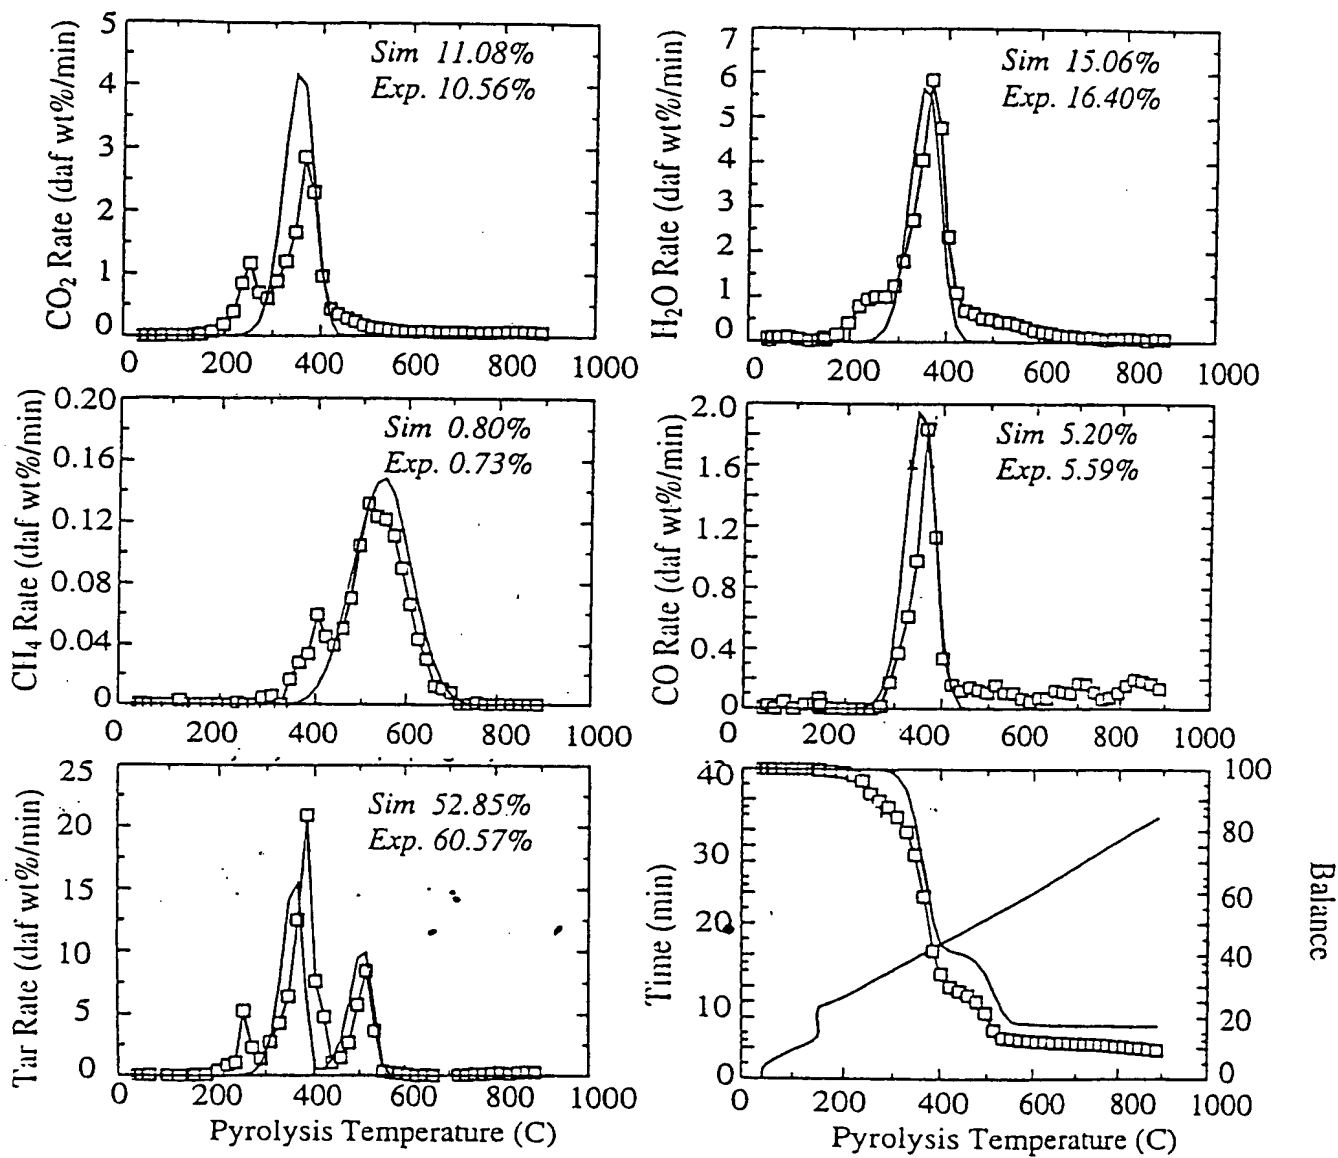 CO2 Rate (daf wt%/min)
5
4
3
2
1
0
Sim 11.08%
Exp. 10.56%
0 200 400 600 800 1000
H2O Rate (daf wt%/min)
7
6
5
4
3
2
1
0
Sim 15.06%
Exp. 16.40%
0 200 400 600 800 1000
CH4 Rate (daf wt%/min)
0.20
0.16
0.12
0.08
0.04
0
Sim 0.80%
Exp. 0.73%
0 200 400 600 800 1000
CO Rate (daf wt%/min)
2.0
1.6
1.2
0.8
0.4
0
Sim 5.20%
Exp. 5.59%
0 200 400 600 800 1000
Tar Rate (daf wt%/min)
25
20
15
10
5
0
Sim 52.85%
Exp. 60.57%
0 200 400 600 800 1000
Pyrolysis Temperature (C)
Time (min)
40
30
20
10
0
100
80
60
40
20
0
Balance
0 200 400 600 800 1000
Pyrolysis Temperature (C)